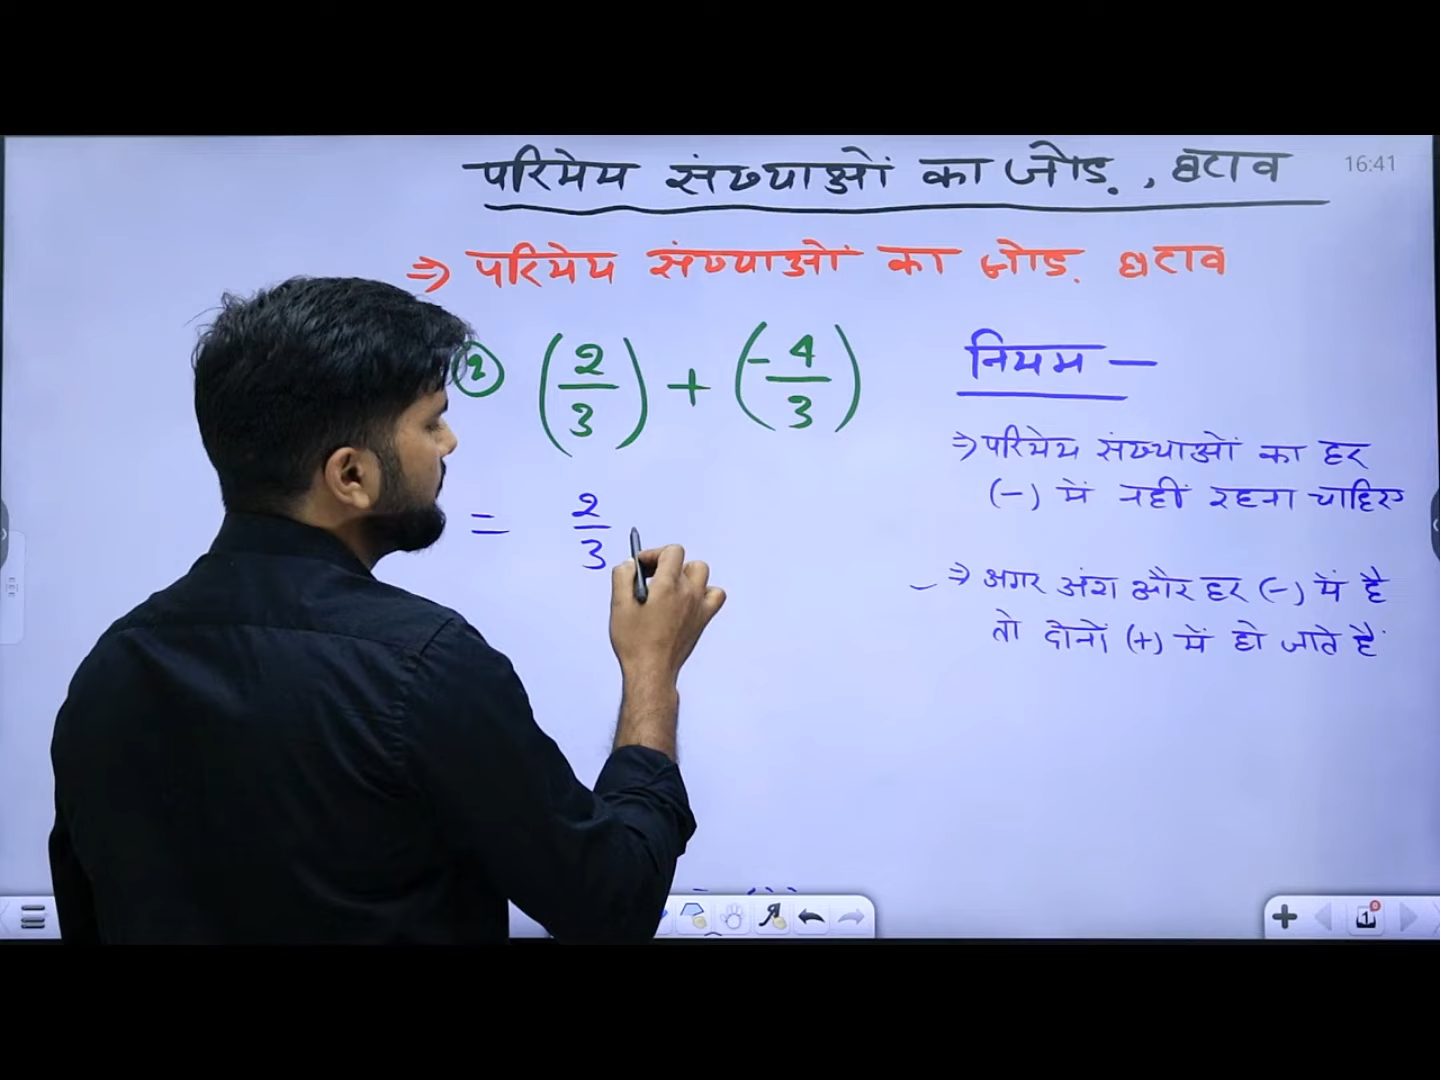 परिमेय संख्याओं का जोड़, घटाव
16:41
⇒ परिमेय संख्याओं का जोड़ घटाव
(2/3) + (-4/3)
नियम —
⇒ परिमेय संख्याओं का हर
(-) में नहीं रहना चाहिए
= 2/3
⇒ अगर अंश और हर (-) में है
तो दोनों (+) में हो जाते हैं
1